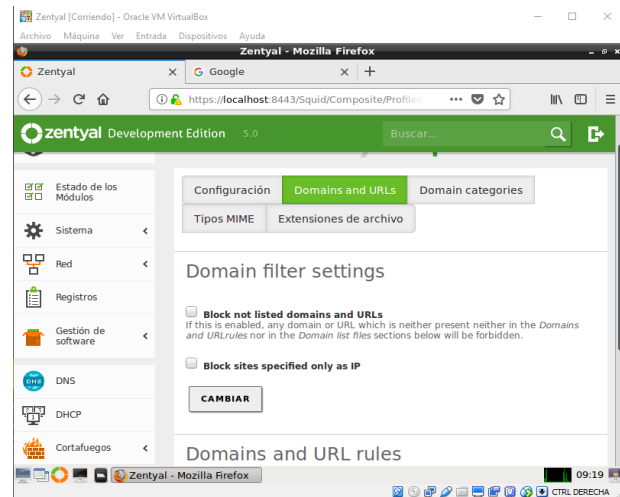 Zentyal [Corriendo] - Oracle VM VirtualBox
Archivo Máquina Ver Entrada Dispositivos Ayuda
Zentyal - Mozilla Firefox
Zentyal
Google
https://localhost:8443/Squid/Composite/Profile
zentyal Development Edition 5.0
Buscar...
Estado de los
Módulos
Sistema
Red
Registros
Gestión de
software
DNS
DNS
DHCP
Cortafuegos
Configuración Domains and URLs Domain categories
Tipos MIME Extensiones de archivo
Domain filter settings
Block not listed domains and URLs
If this is enabled, any domain or URL which is neither present neither in the Domains
and URLrules nor in the Domain list files sections below will be forbidden.
Block sites specified only as IP
CAMBIAR
Domains and URL rules
Zentyal - Mozilla Firefox
09:19
CTRL DERECHA